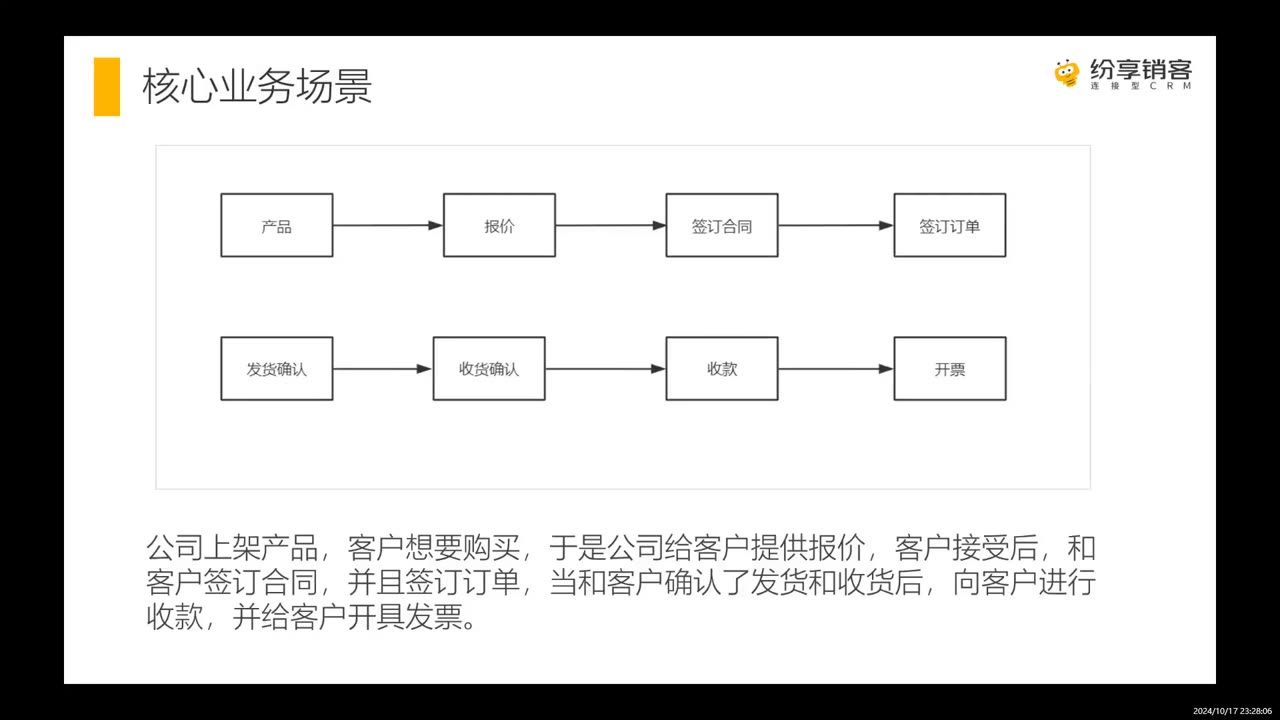 核心业务场景
纷享销客
连接型CRM
产品
报价
签订合同
签订订单
发货确认
收货确认
收款
开票
公司上架产品，客户想要购买，于是公司给客户提供报价，客户接受后，和
客户签订合同，并且签订订单，当和客户确认了发货和收货后，向客户进行
收款，并给客户开具发票。
2024/10/17 23:28:06